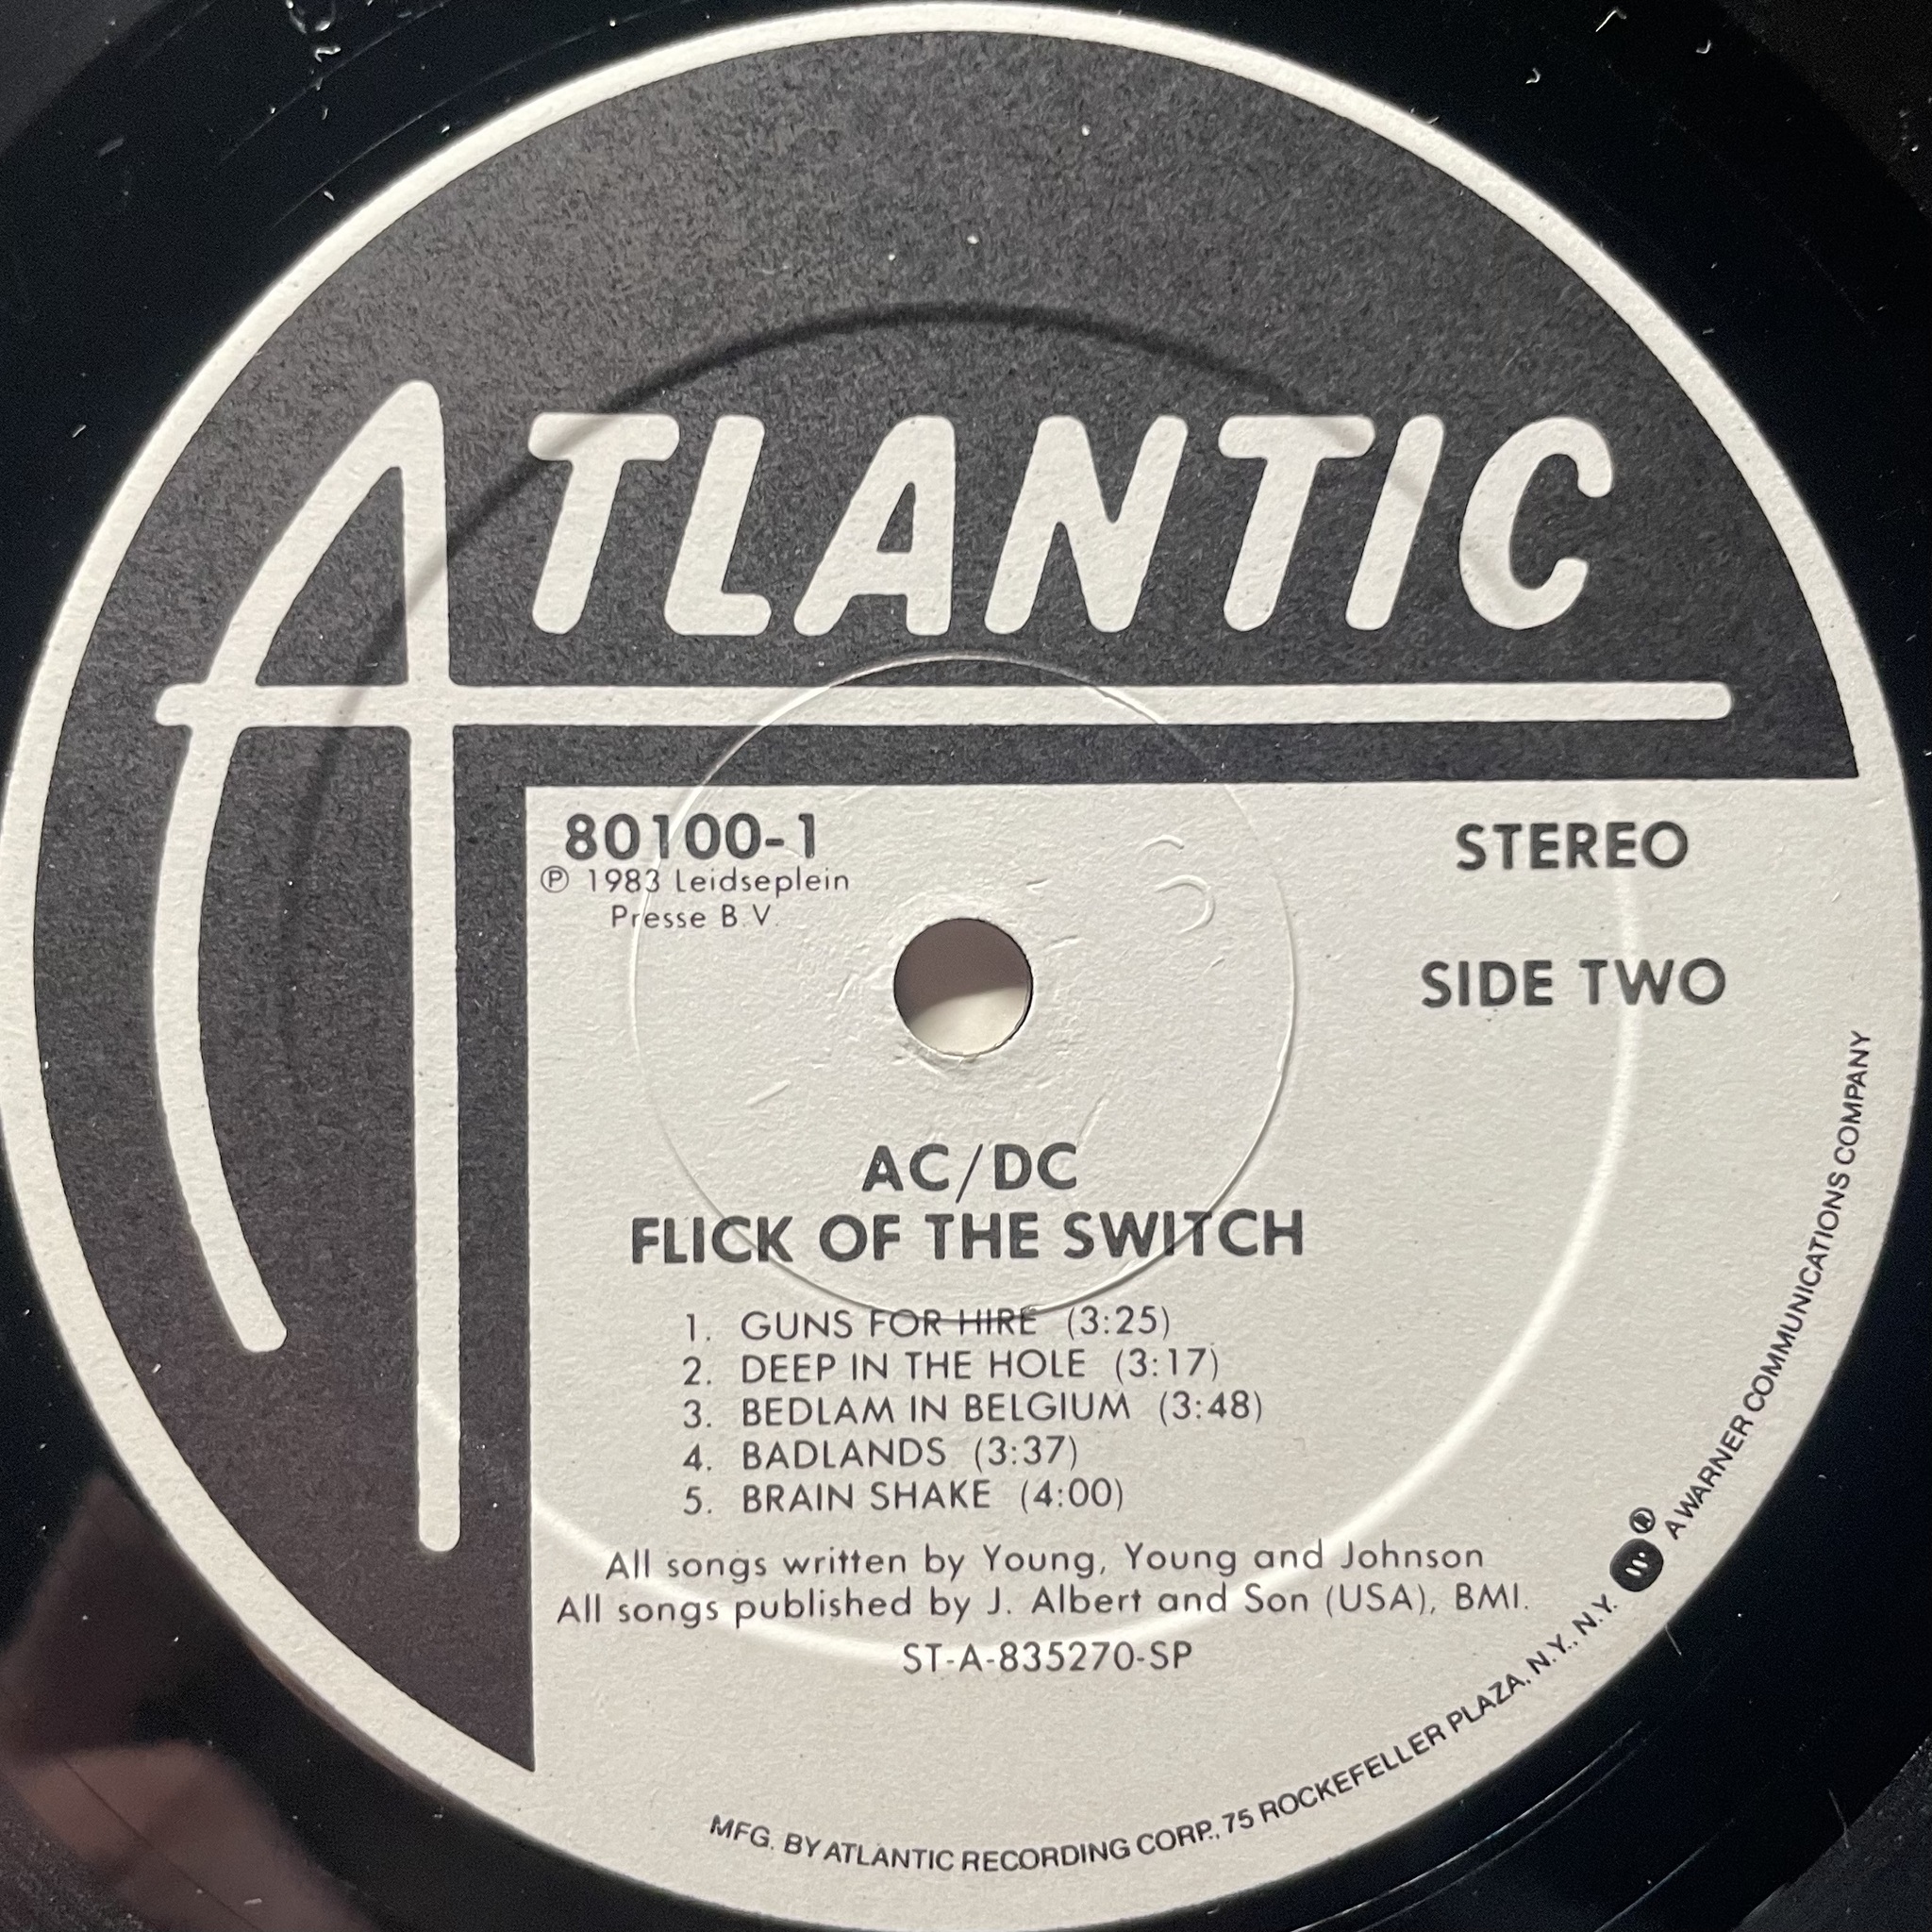 ATLANTIC
80100-1
℗ 1983 Leidseplein
Presse B.V.
STEREO
SIDE TWO
AC/DC
FLICK OF THE SWITCH
1. GUNS FOR HIRE (3:25)
2. DEEP IN THE HOLE (3:17)
3. BEDLAM IN BELGIUM (3:48)
4. BADLANDS (3:37)
5. BRAIN SHAKE (4:00)
All songs written by Young, Young and Johnson
All songs published by J. Albert and Son (USA), BMI.
ST-A-835270-SP
MFG. BY ATLANTIC RECORDING CORP., 75 ROCKEFELLER PLAZA, N.Y., N.Y. W® A WARNER COMMUNICATIONS COMPANY